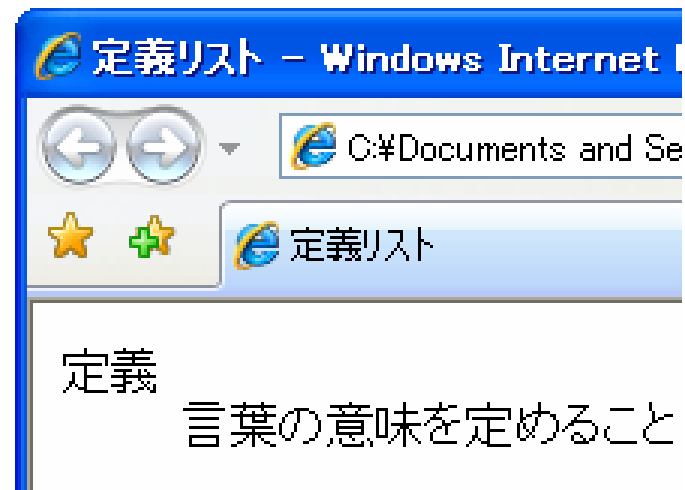 定義リスト - Windows Internet
C:¥Documents and Se
定義リスト
定義
言葉の意味を定めること